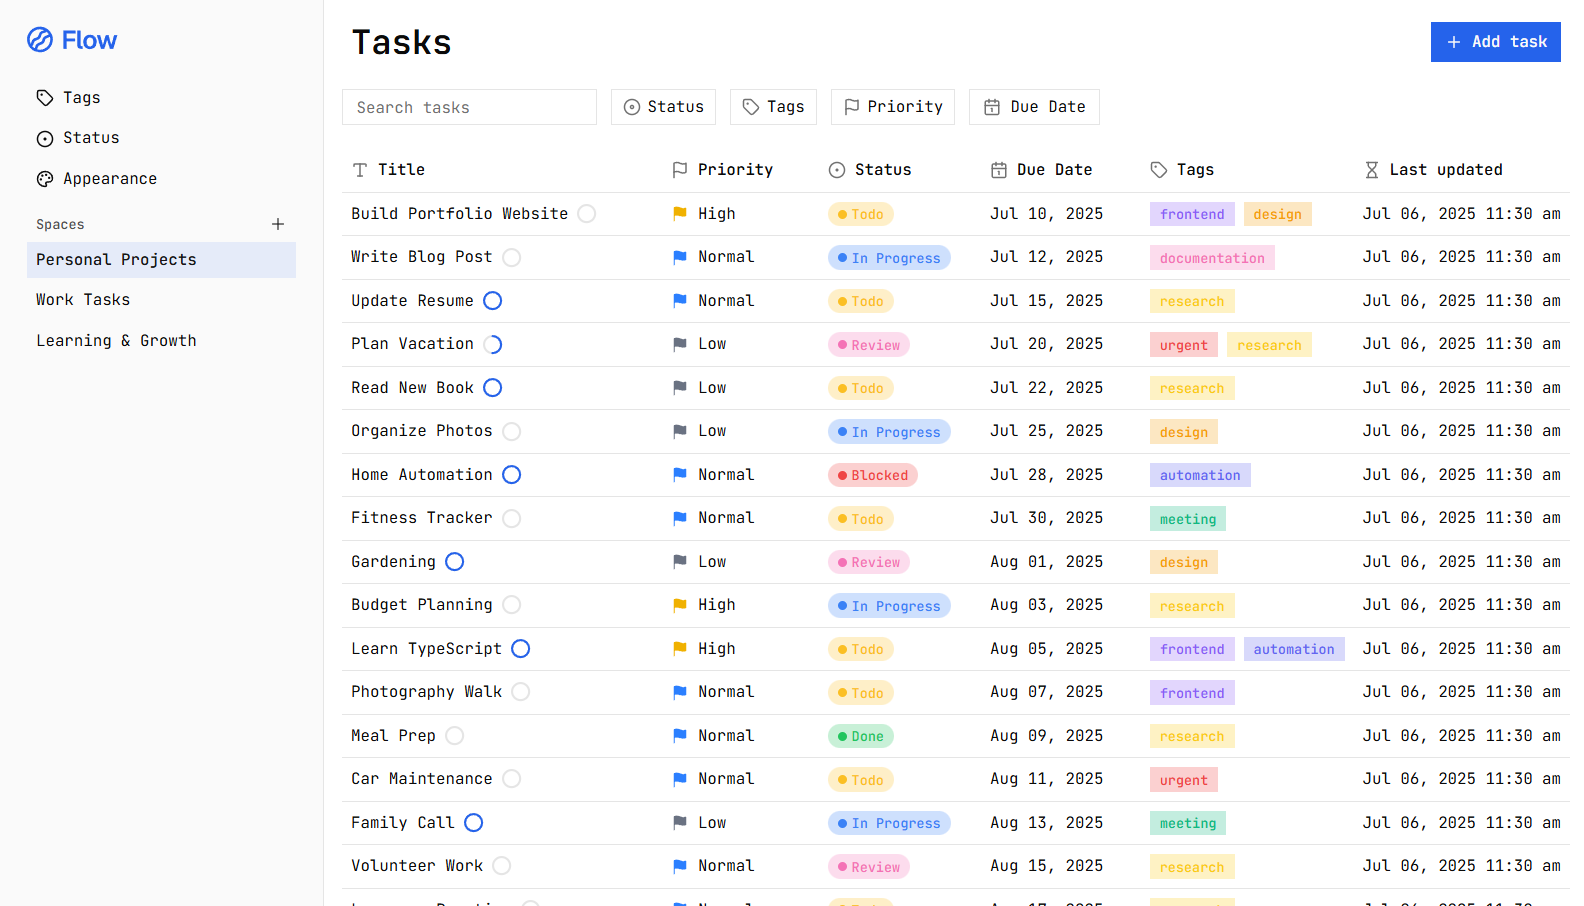 Flow
Tags
Status
Appearance
Spaces
Personal Projects
Work Tasks
Learning & Growth
Tasks
Add task
Search tasks Status Tags Priority Due Date
Title Priority Status Due Date Tags Last updated
Build Portfolio Website High Todo Jul 10, 2025 frontend design Jul 06, 2025 11:30 am
Write Blog Post Normal In Progress Jul 12, 2025 documentation Jul 06, 2025 11:30 am
Update Resume Normal Todo Jul 15, 2025 research Jul 06, 2025 11:30 am
Plan Vacation Low Review Jul 20, 2025 urgent research Jul 06, 2025 11:30 am
Read New Book Low Todo Jul 22, 2025 research Jul 06, 2025 11:30 am
Organize Photos Low In Progress Jul 25, 2025 design Jul 06, 2025 11:30 am
Home Automation Normal Blocked Jul 28, 2025 automation Jul 06, 2025 11:30 am
Fitness Tracker Normal Todo Jul 30, 2025 meeting Jul 06, 2025 11:30 am
Gardening Low Review Aug 01, 2025 design Jul 06, 2025 11:30 am
Budget Planning High In Progress Aug 03, 2025 research Jul 06, 2025 11:30 am
Learn TypeScript High Todo Aug 05, 2025 frontend automation Jul 06, 2025 11:30 am
Photography Walk Normal Todo Aug 07, 2025 frontend Jul 06, 2025 11:30 am
Meal Prep Normal Done Aug 09, 2025 research Jul 06, 2025 11:30 am
Car Maintenance Normal Todo Aug 11, 2025 urgent Jul 06, 2025 11:30 am
Family Call Low In Progress Aug 13, 2025 meeting Jul 06, 2025 11:30 am
Volunteer Work Normal Review Aug 15, 2025 research Jul 06, 2025 11:30 am